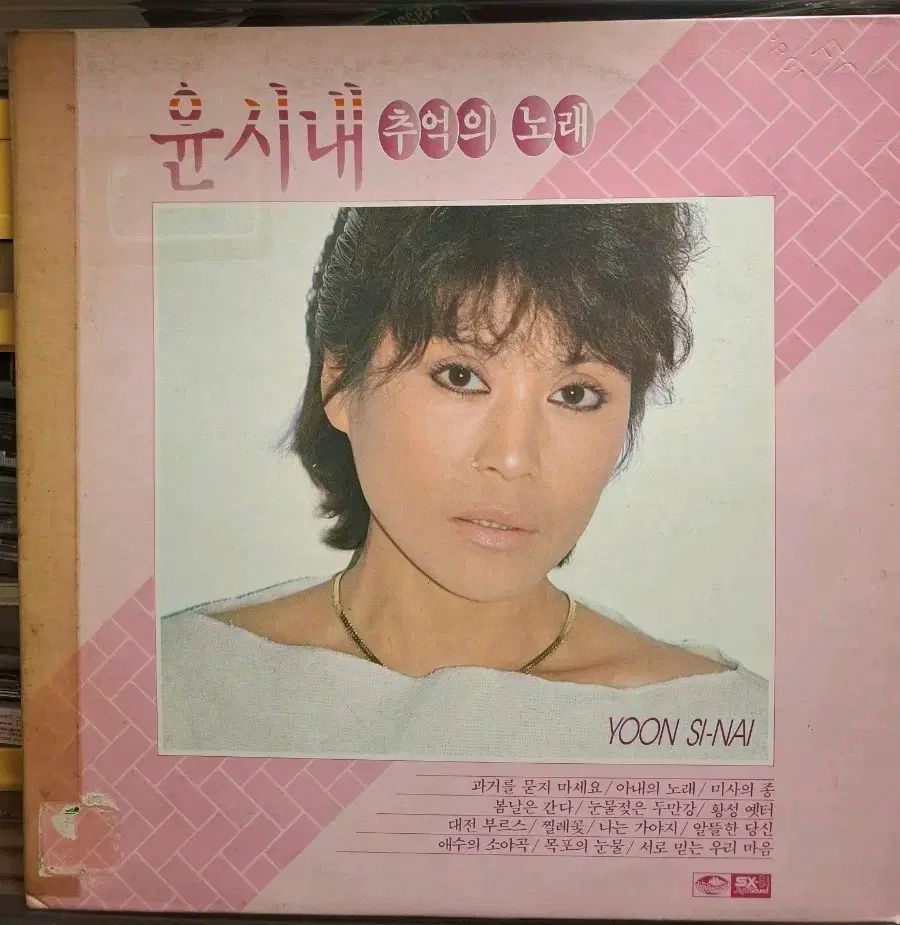 윤시내 추억의 노래
YOON SI-NAI
과거를 묻지 마세요/아내의 노래/미사의 종
봄날은 간다/눈물젖은 두만강/황성 옛터
대전 부르스/찔레꽃/나는 가야지/알뜰한 당신
애수의 소야곡/목포의 눈물/서로 믿는 우리 마음
SX-